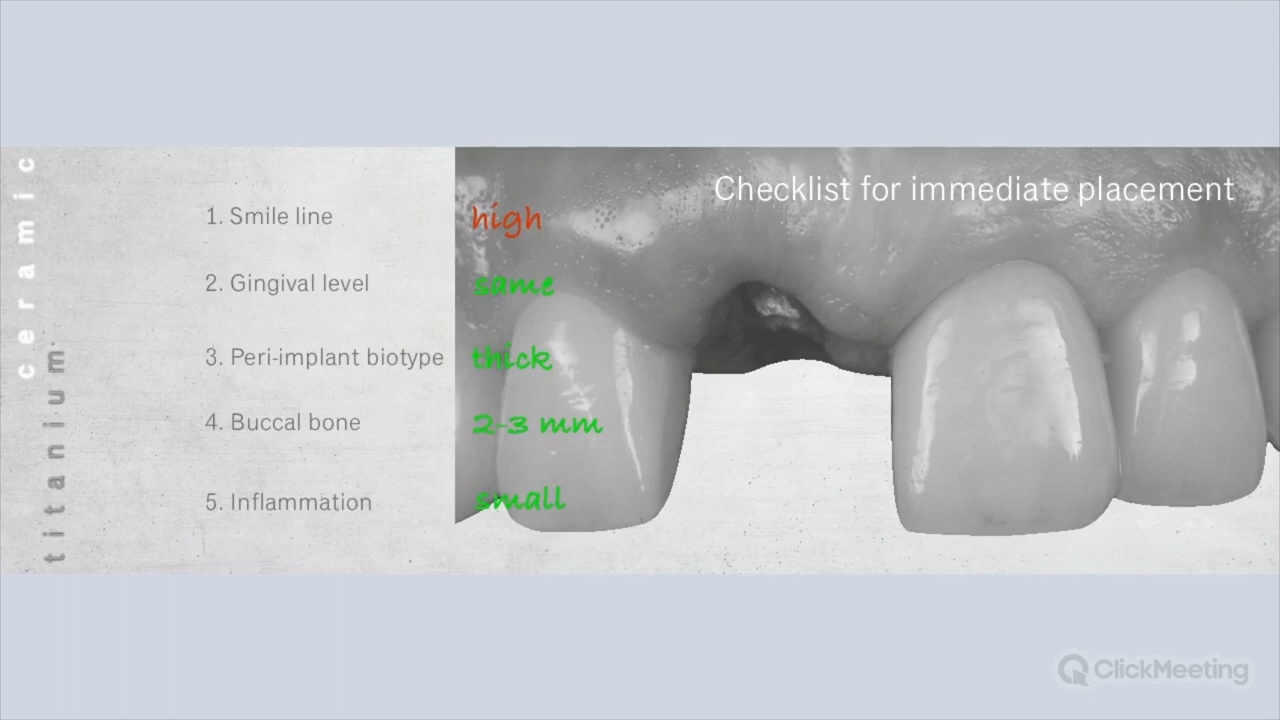 ceramic
titanium
Checklist for immediate placement
1. Smile line high
2. Gingival level same
3. Peri-implant biotype thick
4. Buccal bone 2-3 mm
5. Inflammation small
ClickMeeting